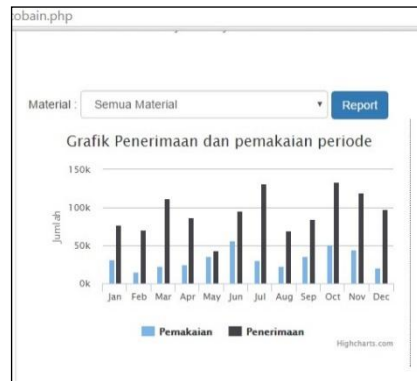 obain.php
Material : Semua Material Report
Grafik Penerimaan dan pemakaian periode
150k
100k
50k
0k
Jumlah
Jan Feb Mar Apr May Jun Jul Aug Sep Oct Nov Dec
Pemakaian Penerimaan
Highcharts.com